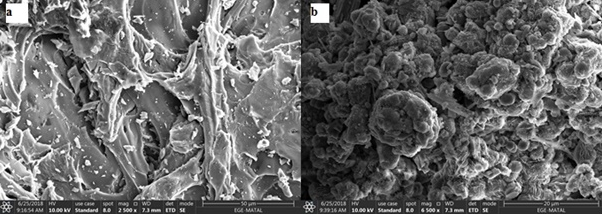 a
6/25/2018 HV use case spot mag WD det mode 50 µm
9:16:54 AM 10.00 kV Standard 8.0 2 500 x 7.3 mm ETD SE EGE MATAL
b
6/25/2018 HV use case spot mag WD det mode 20 µm
9:39:16 AM 10.00 kV Standard 8.0 6 500 x 7.3 mm ETD SE EGE MATAL